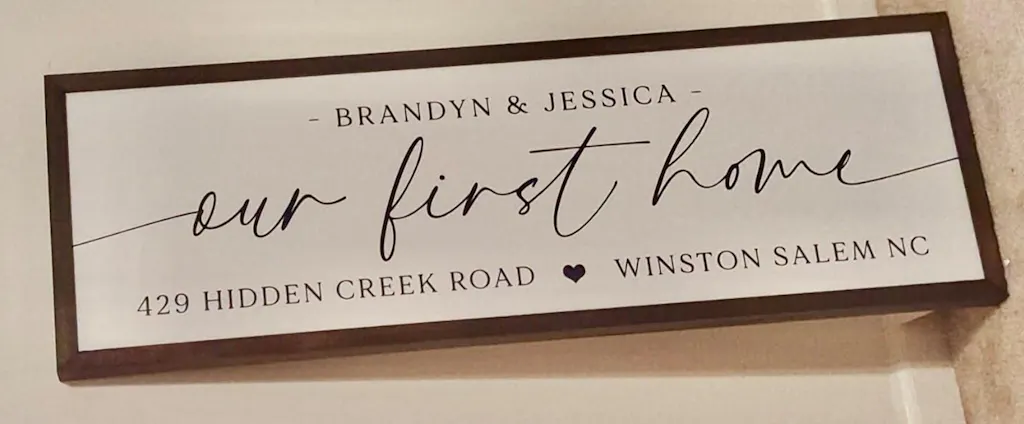 - BRANDYN & JESSICA -
our first home
429 HIDDEN CREEK ROAD ♥ WINSTON SALEM NC